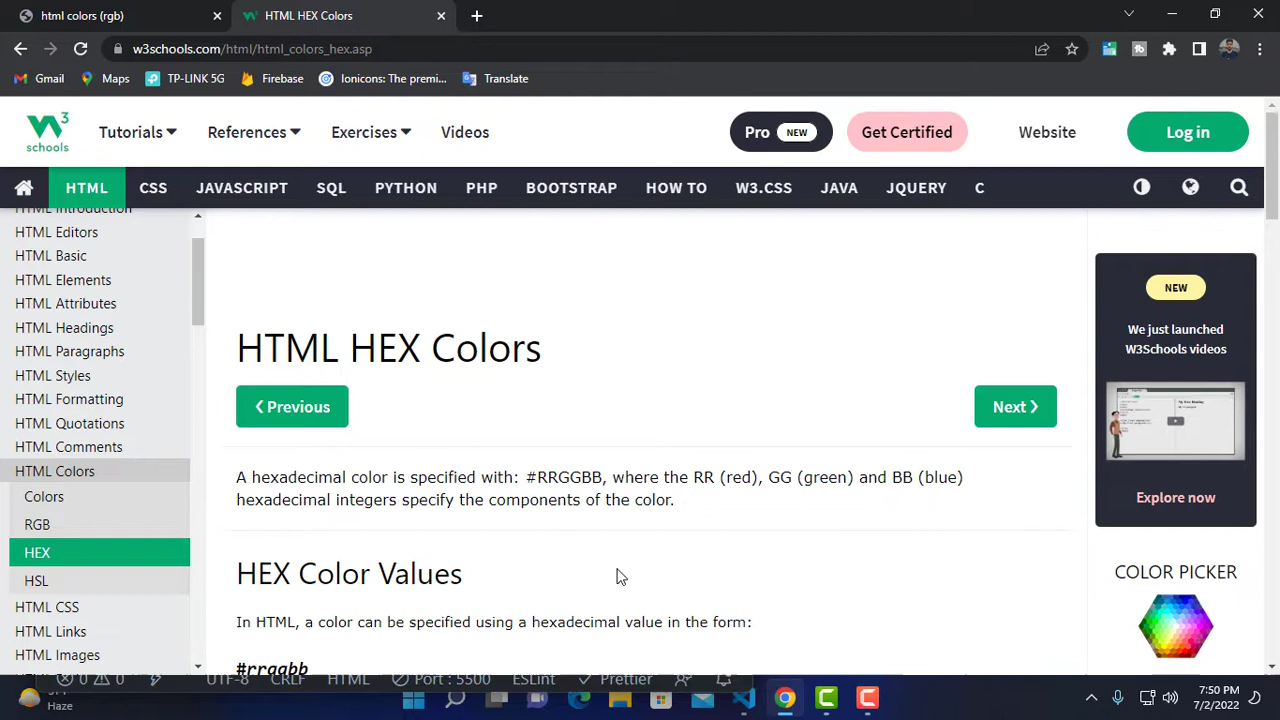 html colors (rgb)
HTML HEX Colors
w3schools.com/html/html_colors_hex.asp
Gmail Maps TP-LINK 5G Firebase Ionicons: The premi... Translate
W3 schools Tutorials References Exercises Videos Pro NEW Get Certified Website Log in
HTML CSS JAVASCRIPT SQL PYTHON PHP BOOTSTRAP HOW TO W3.CSS JAVA JQUERY C
HTML Introduction
HTML Editors
HTML Basic
HTML Elements
HTML Attributes
HTML Headings
HTML Paragraphs
HTML Styles
HTML Formatting
HTML Quotations
HTML Comments
HTML Colors
Colors
RGB
HEX
HSL
HTML CSS
HTML Links
HTML Images
HTML HEX Colors
❮ Previous
Next ❯
A hexadecimal color is specified with: #RRGGBB, where the RR (red), GG (green) and BB (blue)
hexadecimal integers specify the components of the color.
HEX Color Values
In HTML, a color can be specified using a hexadecimal value in the form:
#rrggbb
NEW
We just launched
W3Schools videos
Explore now
COLOR PICKER
0 0 UTF-8 CRLF HTML Port : 5500 ESLint Prettier
Haze
7:50 PM
7/2/2022